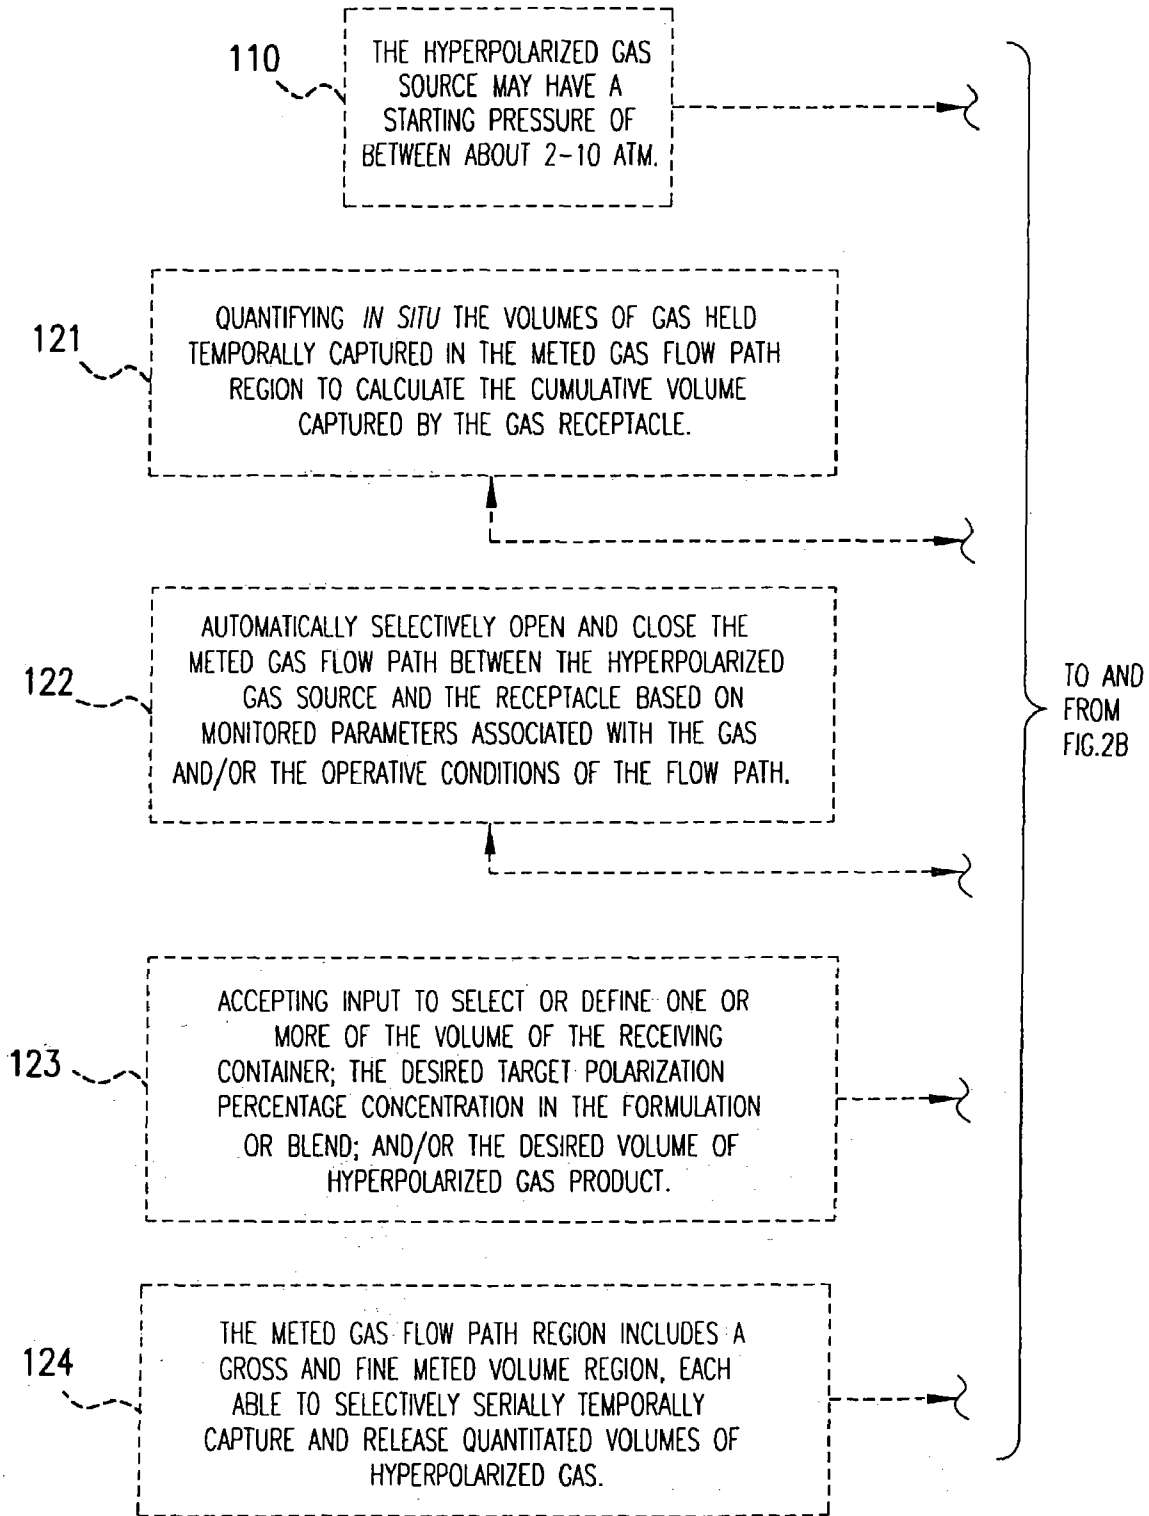 110
THE HYPERPOLARIZED GAS
SOURCE MAY HAVE A
STARTING PRESSURE OF
BETWEEN ABOUT 2-10 ATM.
121
QUANTIFYING IN SITU THE VOLUMES OF GAS HELD
TEMPORALLY CAPTURED IN THE METED GAS FLOW PATH
REGION TO CALCULATE THE CUMULATIVE VOLUME
CAPTURED BY THE GAS RECEPTACLE.
122
AUTOMATICALLY SELECTIVELY OPEN AND CLOSE THE
METED GAS FLOW PATH BETWEEN THE HYPERPOLARIZED
GAS SOURCE AND THE RECEPTACLE BASED ON
MONITORED PARAMETERS ASSOCIATED WITH THE GAS
AND/OR THE OPERATIVE CONDITIONS OF THE FLOW PATH.
TO AND
FROM
FIG.2B
123
ACCEPTING INPUT TO SELECT OR DEFINE ONE OR
MORE OF THE VOLUME OF THE RECEIVING
CONTAINER; THE DESIRED TARGET POLARIZATION
PERCENTAGE CONCENTRATION IN THE FORMULATION
OR BLEND; AND/OR THE DESIRED VOLUME OF
HYPERPOLARIZED GAS PRODUCT.
124
THE METED GAS FLOW PATH REGION INCLUDES A
GROSS AND FINE METED VOLUME REGION, EACH
ABLE TO SELECTIVELY SERIALLY TEMPORALLY
CAPTURE AND RELEASE QUANTITATED VOLUMES OF
HYPERPOLARIZED GAS.